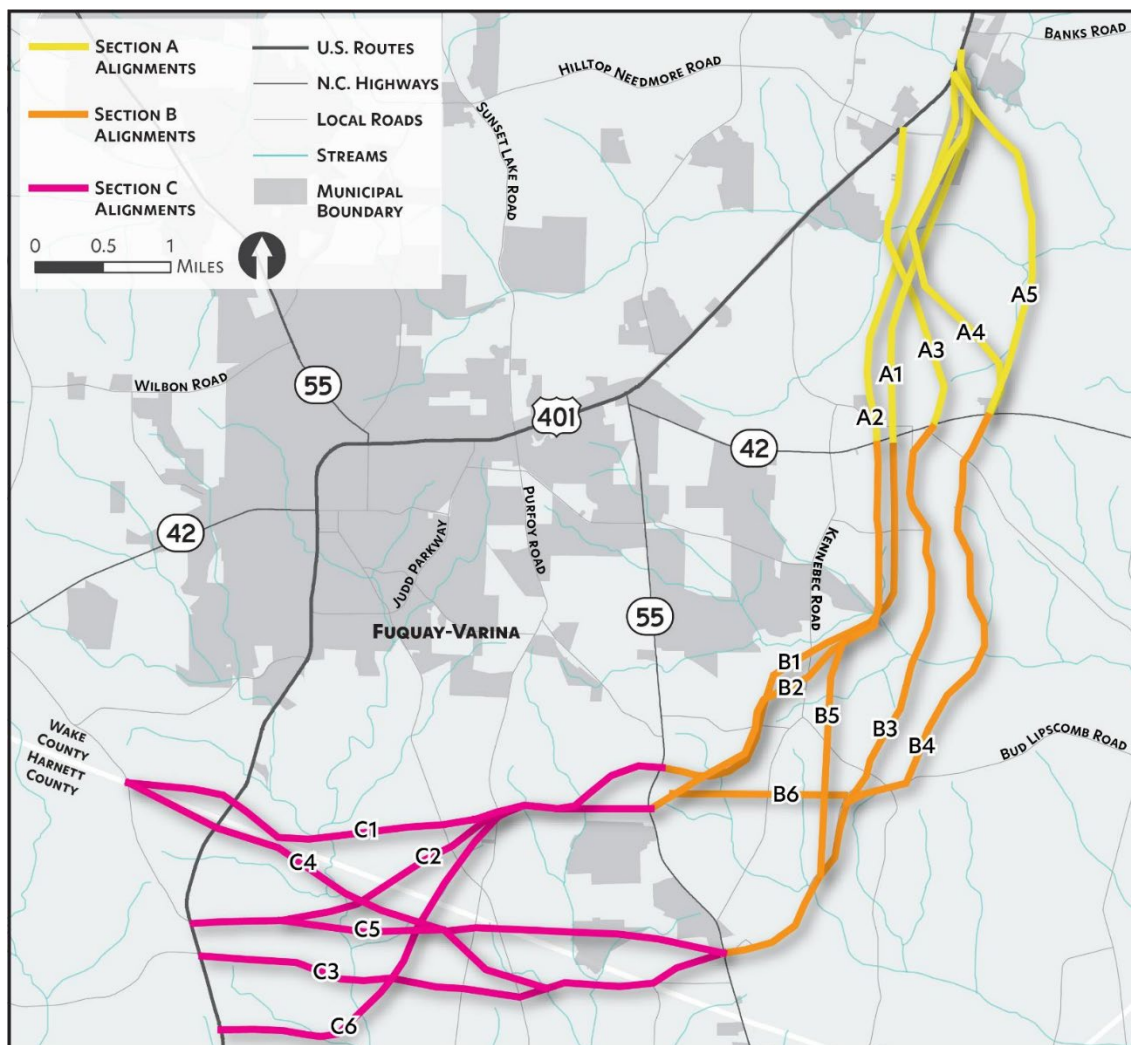 SECTION A
ALIGNMENTS
SECTION B
ALIGNMENTS
SECTION C
ALIGNMENTS
U.S. ROUTES
N.C. HIGHWAYS
LOCAL ROADS
STREAMS
MUNICIPAL
BOUNDARY
0 0.5 1
MILES
BANKS ROAD
HILLTOP NEEDMORE ROAD
SUNSET LAKE ROAD
A5
A4
A3
A1
A2
WILBON ROAD
55
401
42
42
PURFOY ROAD
JUDD PARKWAY
KENNEBEC ROAD
55
FUQUAY-VARINA
B1
B2
B5
B3
B4
BUD LIPSCOMB ROAD
WAKE
COUNTY
HARNETT
COUNTY
B6
C1
C2
C4
C5
C3
C6